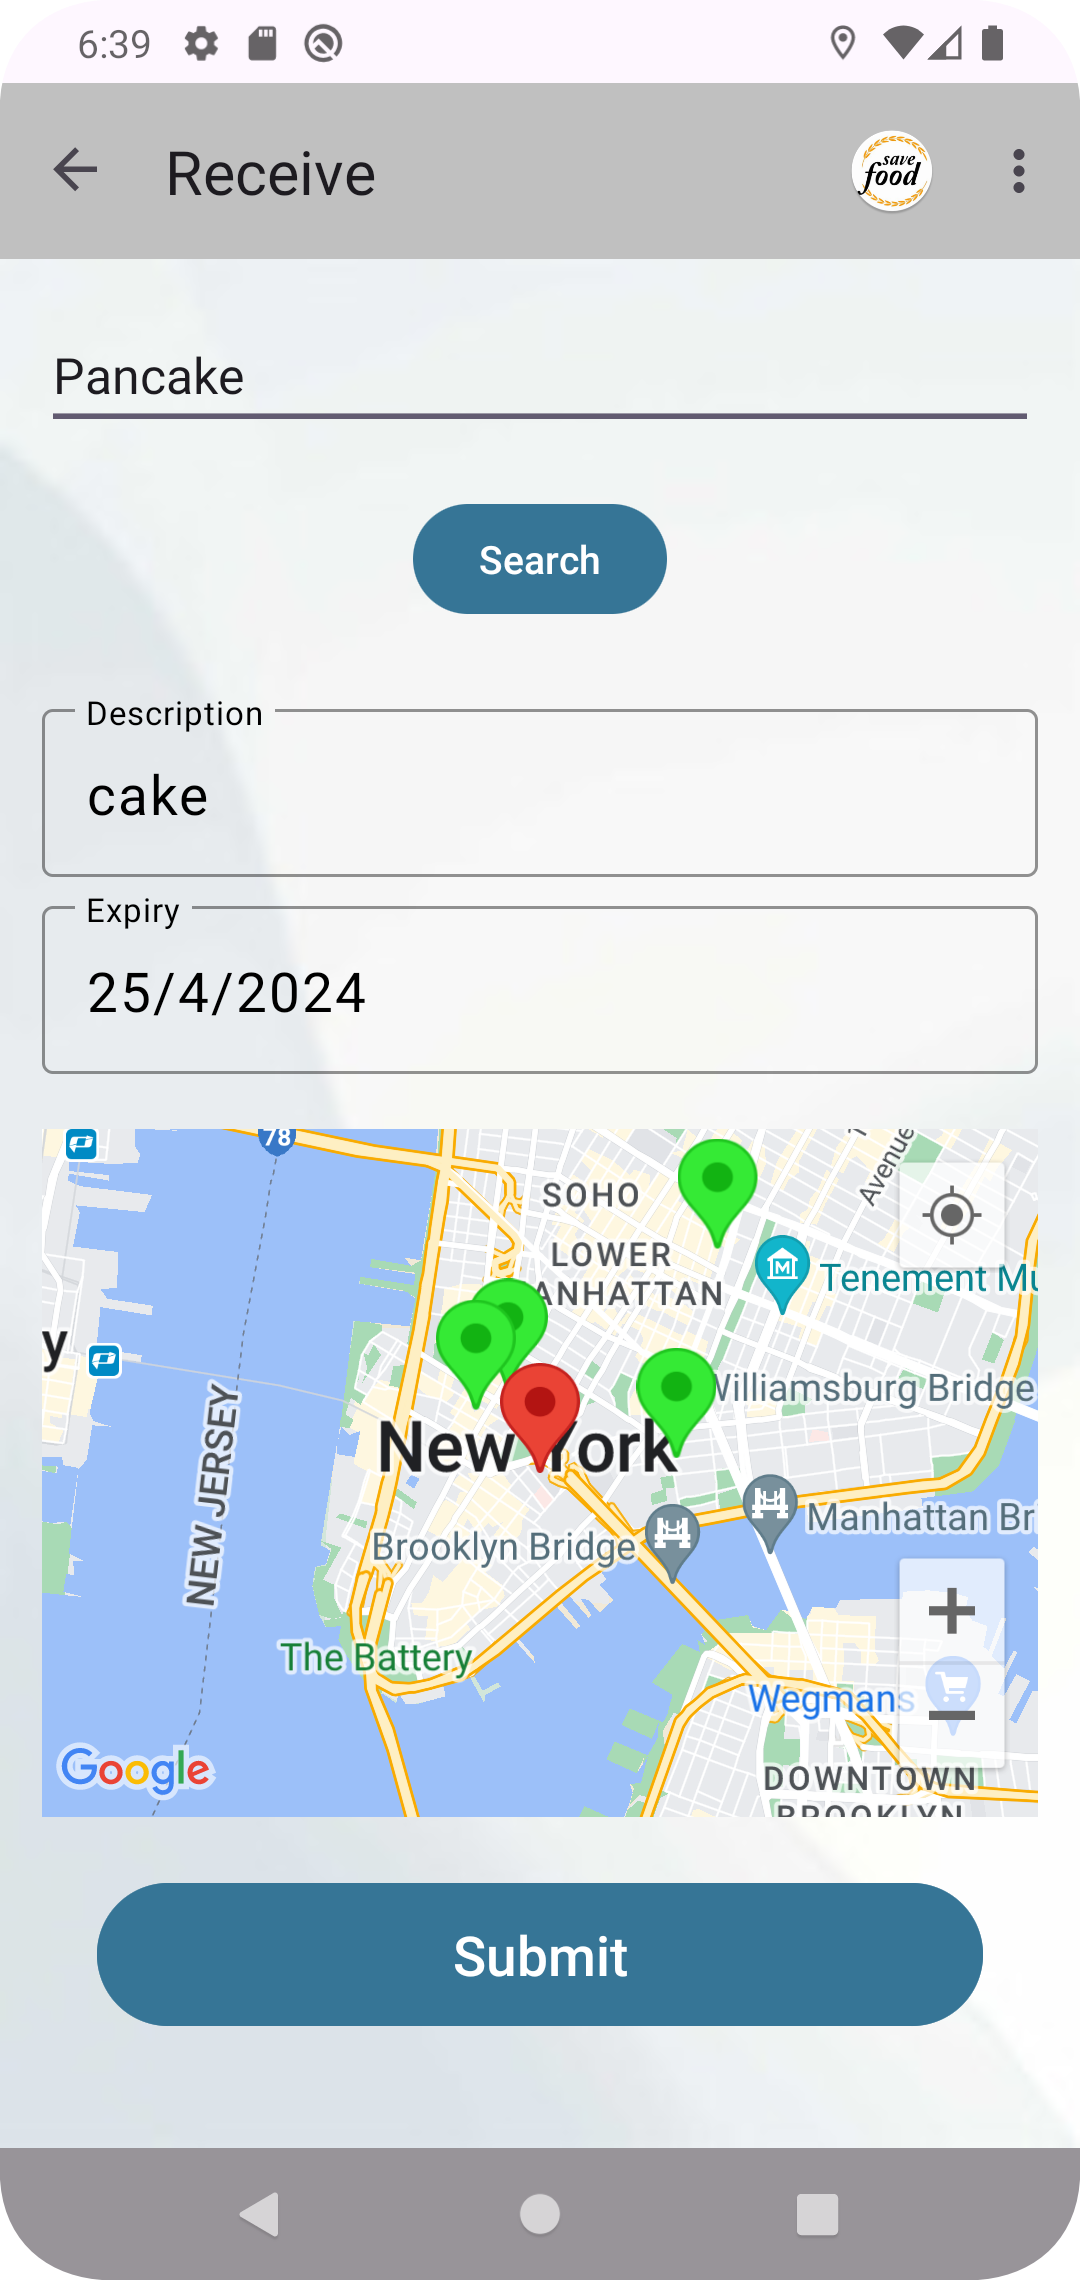 6:39
Receive
save
food
Pancake
Search
Description
cake
Expiry
25/4/2024
78
SOHO
Avenue
LOWER
ANHATTAN
Tenement Mu
y
Williamsburg Bridge
New York
NEW JERSEY
Manhattan Br
Brooklyn Bridge
The Battery
Wegmans
Google
DOWNTOWN
BROOKLYN
Submit